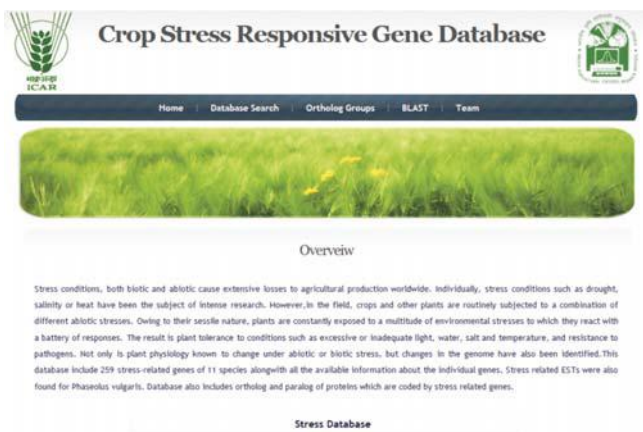 Crop Stress Responsive Gene Database
ICAR
Home | Database Search | Ortholog Groups | BLAST | Team
Overveiw
Stress conditions, both biotic and abiotic cause extensive losses to agricultural production worldwide. Individually, stress conditions such as drought,
salinity or heat have been the subject of intense research. However,in the field, crops and other plants are routinely subjected to a combination of
different abiotic stresses. Owing to their sessile nature, plants are constantly exposed to a multitude of environmental stresses to which they react with
a battery of responses. The result is plant tolerance to conditions such as excessive or inadequate light, water, salt and temperature, and resistance to
pathogens. Not only is plant physiology known to change under abiotic or biotic stress, but changes in the genome have also been identified.This
database include 259 stress-related genes of 11 species alongwith all the available information about the individual genes. Stress related ESTs were also
found for Phaseolus vulgaris. Database also includes ortholog and paralog of proteins which are coded by stress related genes.
Stress Database